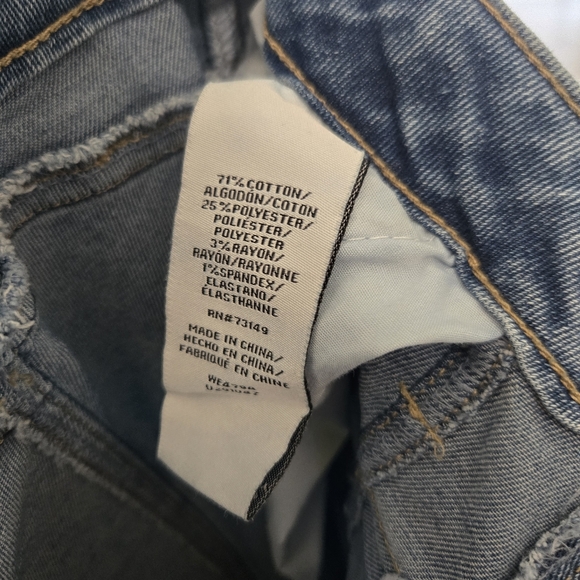 71% COTTON/
ALGODÓN/COTON
25% POLYESTER/
POLIÉSTER/
POLYESTER
3% RAYON/
RAYÓN/RAYONNE
1% SPANDEX/
ELASTANO/
ÉLASTHANNE
RN#73149
MADE IN CHINA/
HECHO EN CHINA/
FABRIQUÉ EN CHINE